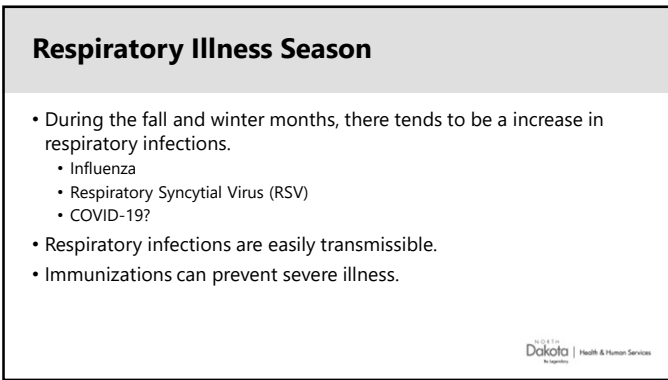 Respiratory Illness Season
• During the fall and winter months, there tends to be a increase in
respiratory infections.
• Influenza
• Respiratory Syncytial Virus (RSV)
• COVID-19?
• Respiratory infections are easily transmissible.
• Immunizations can prevent severe illness.
NORTH
Dakota | Health & Human Services
Be Legendary.